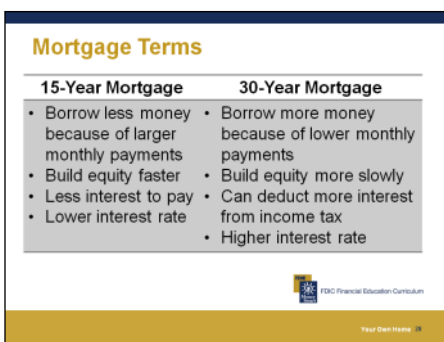 Mortgage Terms
15-Year Mortgage
• Borrow less money
because of larger
monthly payments
• Build equity faster
• Less interest to pay
• Lower interest rate
30-Year Mortgage
• Borrow more money
because of lower monthly
payments
• Build equity more slowly
• Can deduct more interest
from income tax
• Higher interest rate
FDIC Financial Education Curriculum
Your Own Home